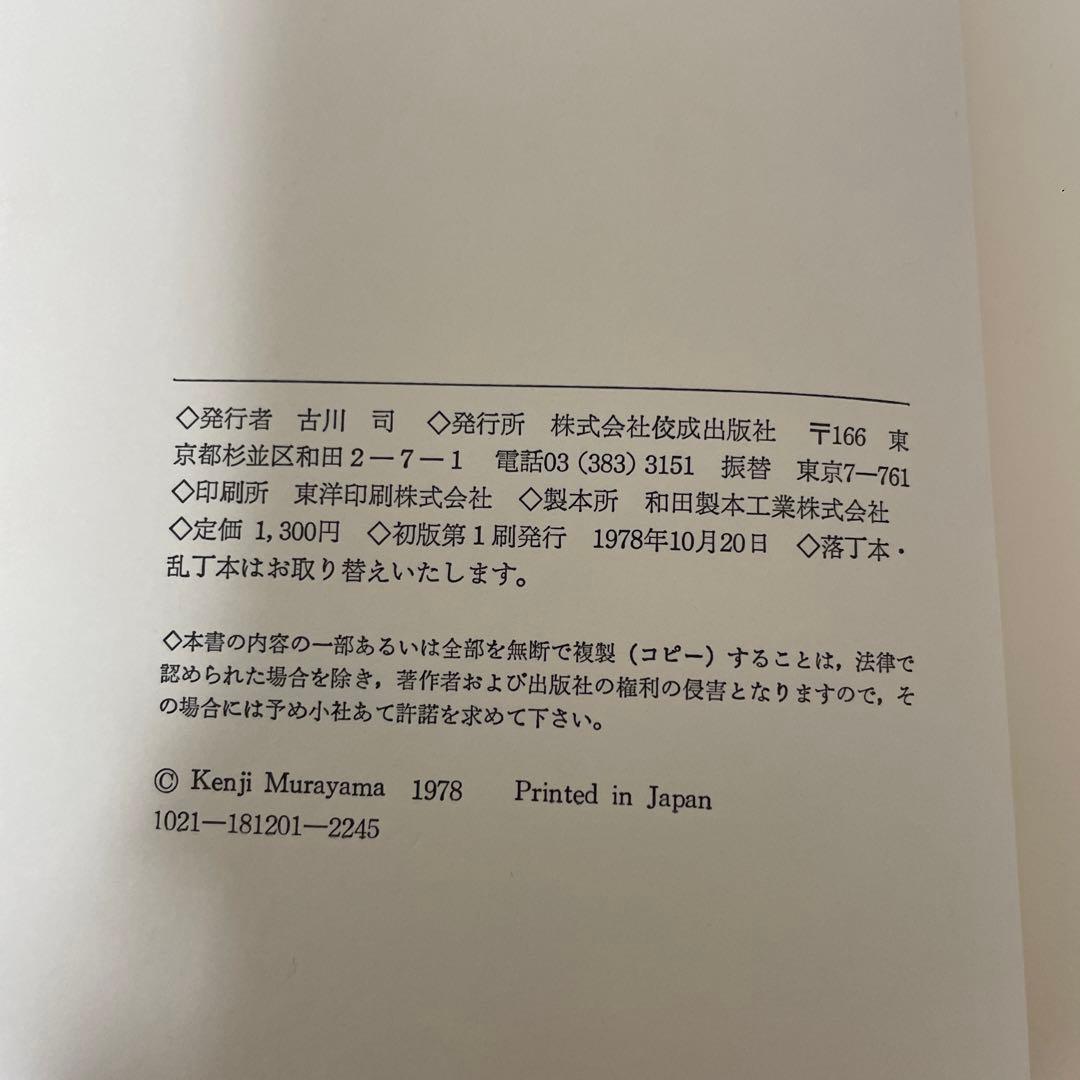 ◇発行者　古川　司　◇発行所　株式会社佼成出版社　〒166　東
京都杉並区和田２－７－１　電話03 (383) 3151　振替　東京7―761
◇印刷所　東洋印刷株式会社　◇製本所　和田製本工業株式会社
◇定価 1,300円　◇初版第１刷発行　1978年10月20日　◇落丁本・
乱丁本はお取り替えいたします。
◇本書の内容の一部あるいは全部を無断で複製（コピー）することは，法律で
認められた場合を除き，著作者および出版社の権利の侵害となりますので，そ
の場合には予め小社あて許諾を求めて下さい。
© Kenji Murayama 1978　Printed in Japan
1021―181201―2245